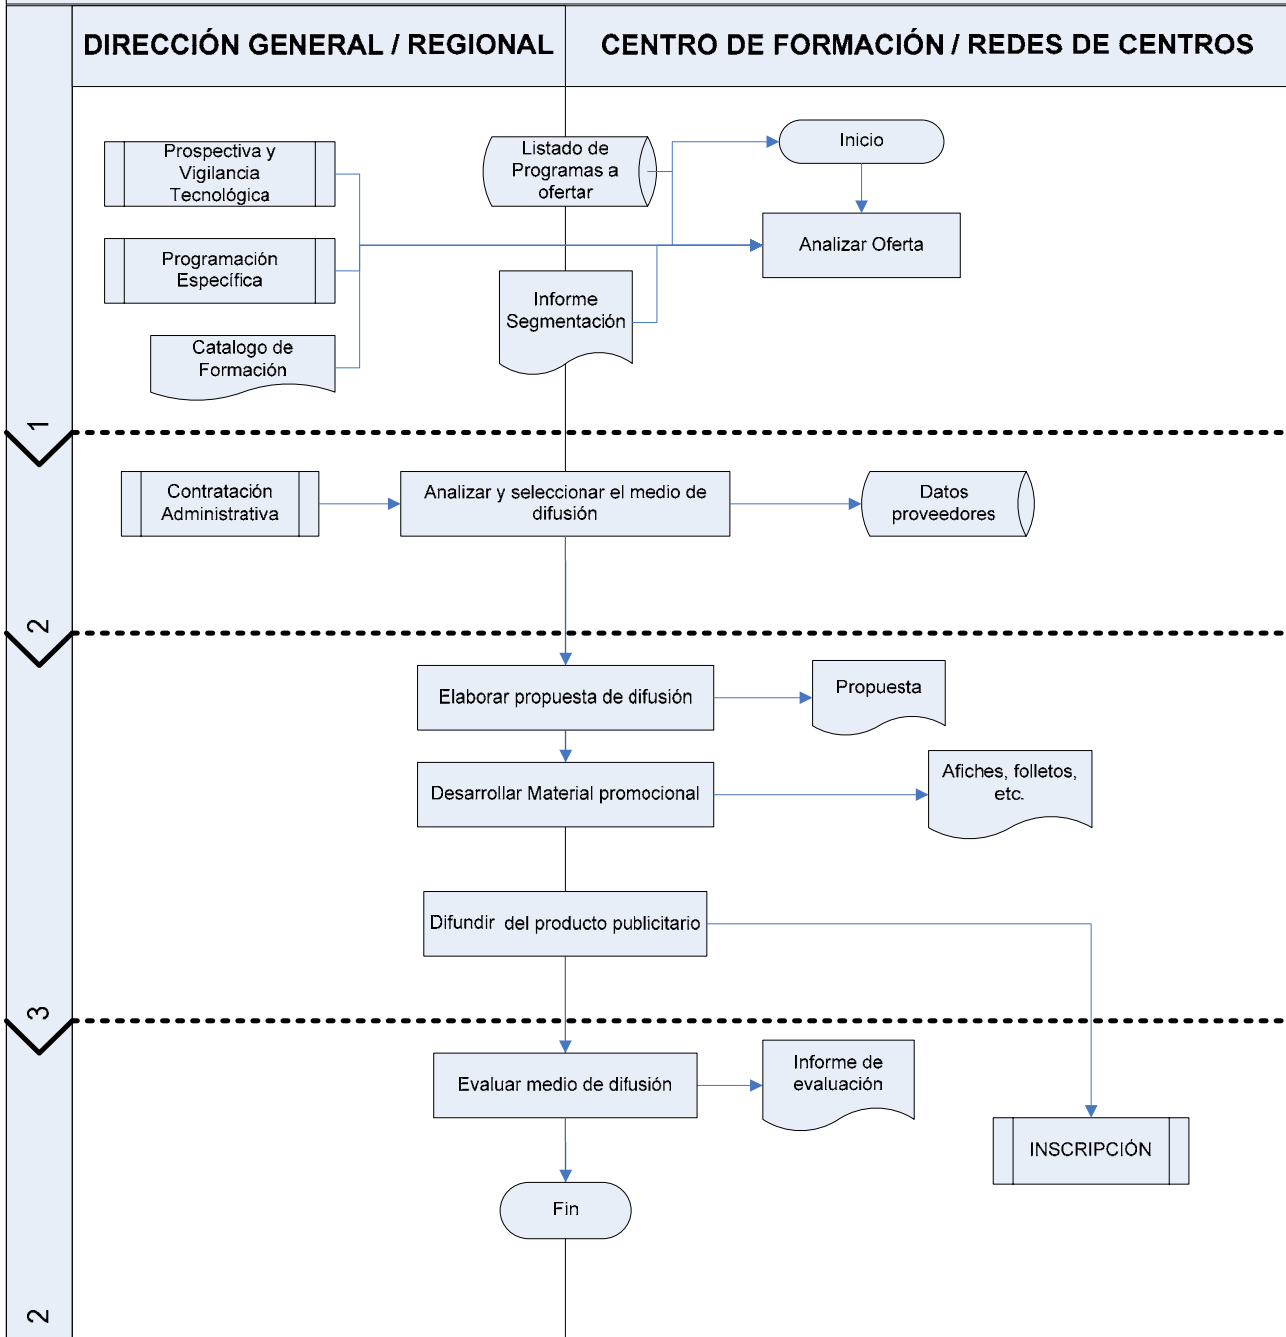 DIRECCIÓN GENERAL / REGIONAL
CENTRO DE FORMACIÓN / REDES DE CENTROS
Prospectiva y
Vigilancia
Tecnológica
Listado de
Programas a
ofertar
Inicio
Programación
Específica
Analizar Oferta
Informe
Segmentación
Catalogo de
Formación
1
Contratación
Administrativa
Analizar y seleccionar el medio de
difusión
Datos
proveedores
2
Elaborar propuesta de difusión
Propuesta
Desarrollar Material promocional
Afiches, folletos,
etc.
Difundir del producto publicitario
3
Evaluar medio de difusión
Informe de
evaluación
INSCRIPCIÓN
Fin
2